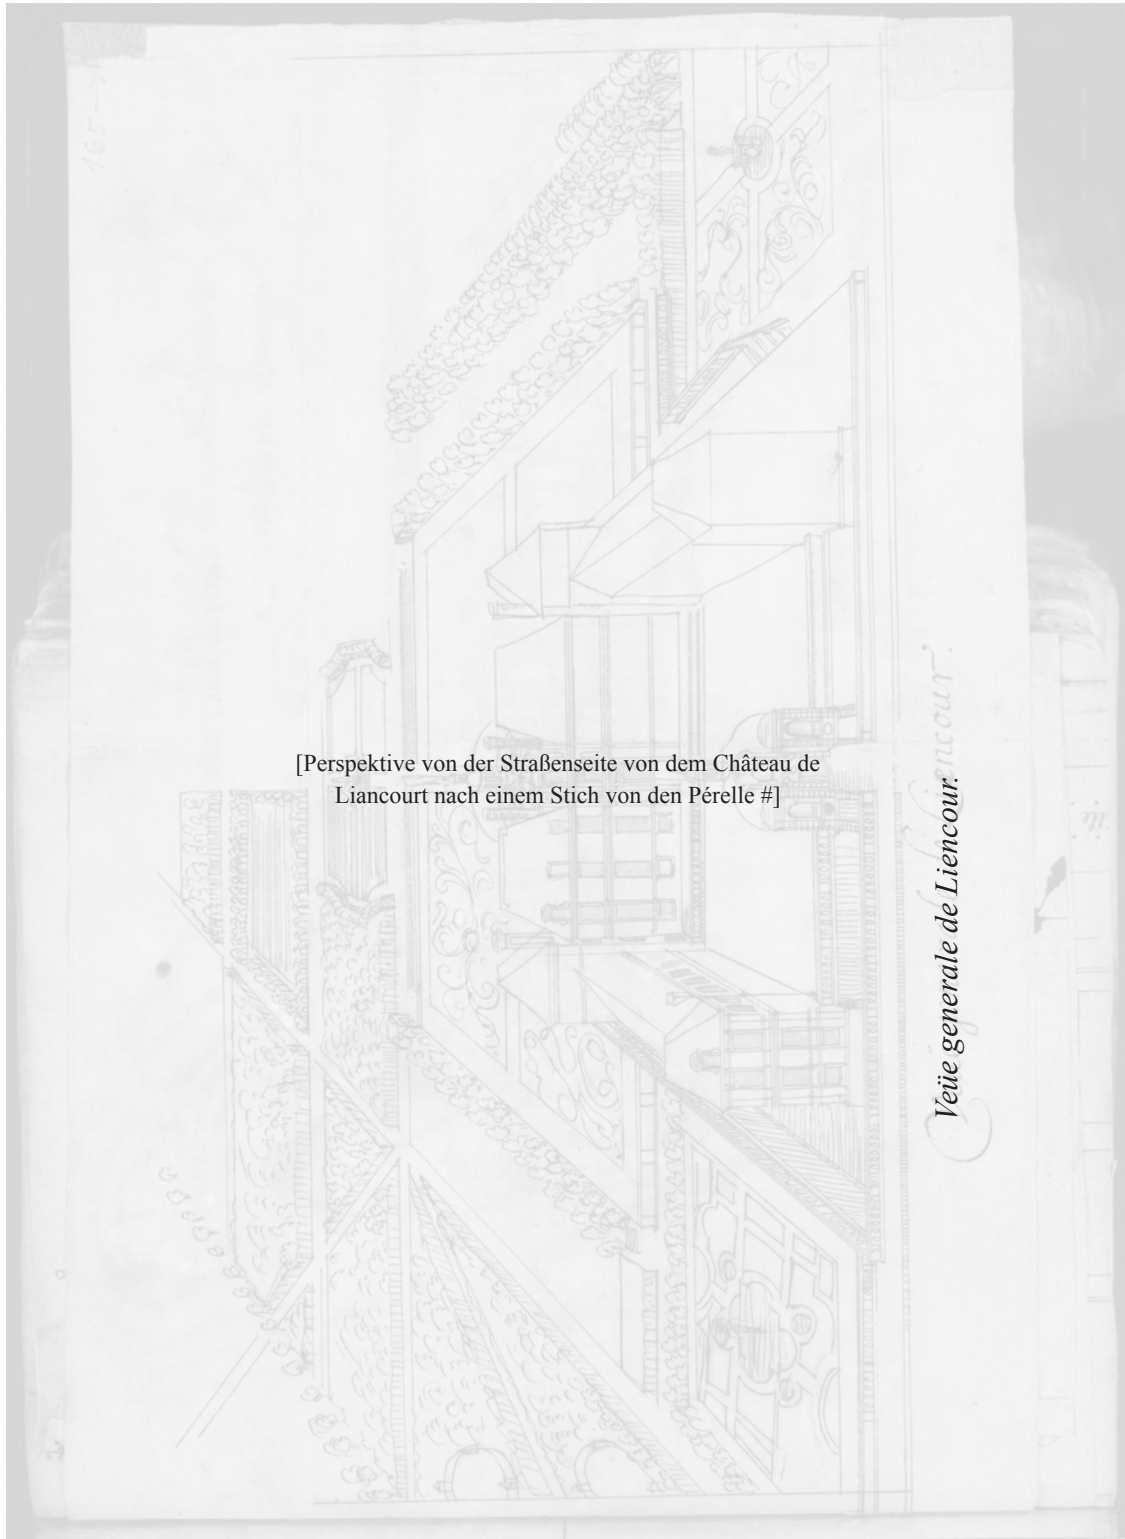 165
[Perspektive von der Straßenseite von dem Château de
Liancourt nach einem Stich von den Pérelle #]
Veüe generale de Liencour.